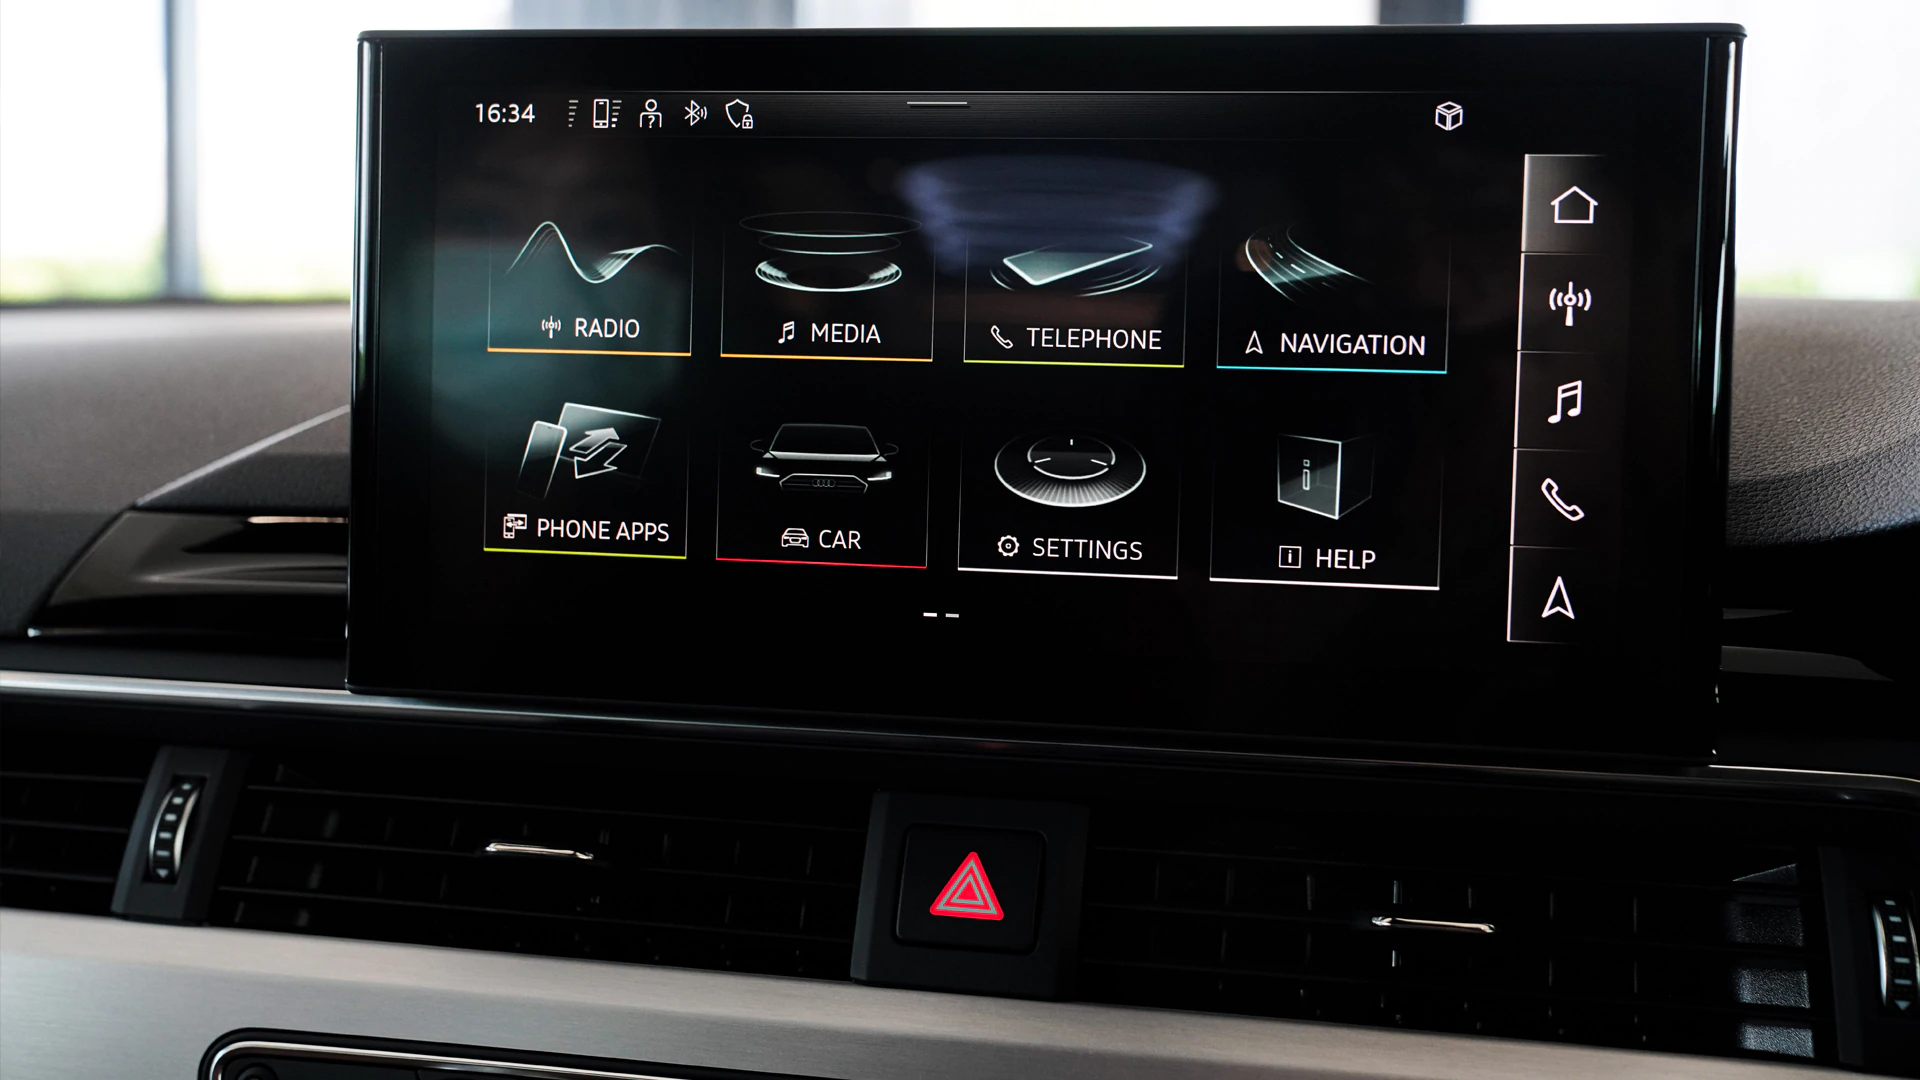 16:34
RADIO
MEDIA
TELEPHONE
NAVIGATION
PHONE APPS
CAR
SETTINGS
HELP